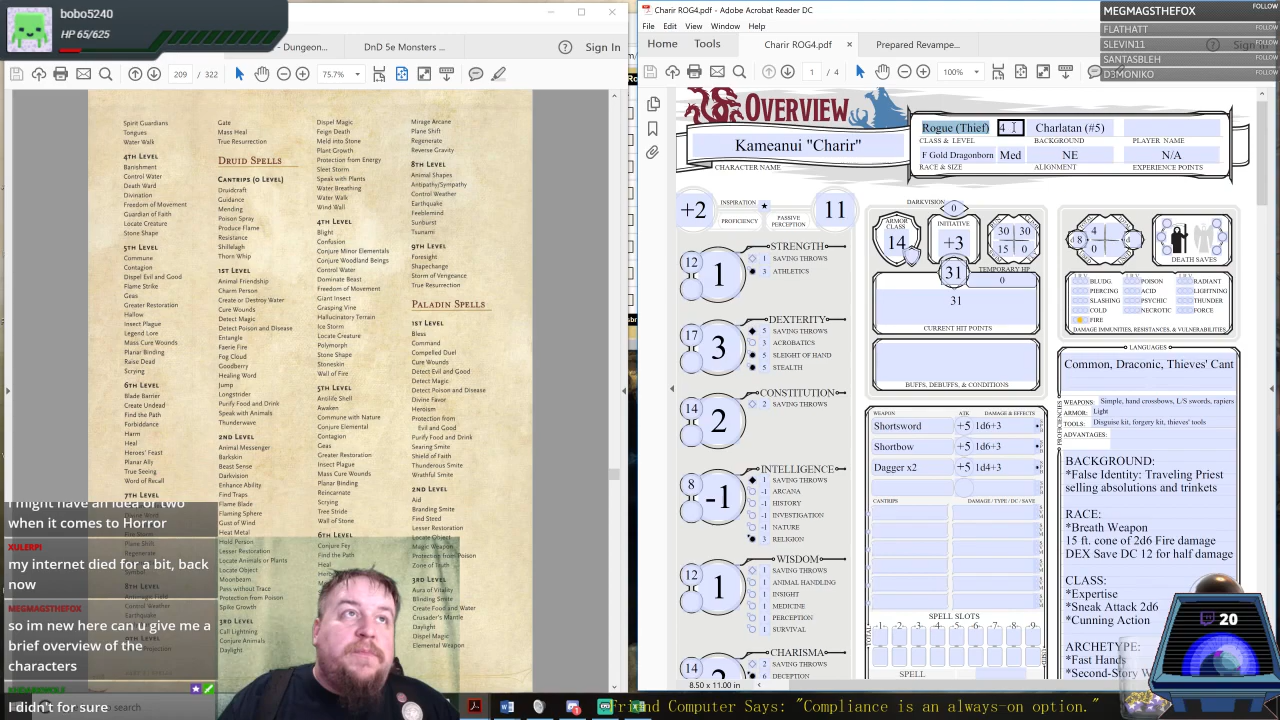 bobo5240
HP 65/625
- Dungeon...
DnD 5e Monsters ...
Sign In
209 / 322
75.7%
Spirit Guardians
Tongues
Water Walk
4TH LEVEL
Banishment
Control Water
Death Ward
Divination
Freedom of Movement
Guardian of Faith
Locate Creature
Stone Shape
5TH LEVEL
Commune
Contagion
Dispel Evil and Good
Flame Strike
Geas
Greater Restoration
Hallow
Insect Plague
Legend Lore
Mass Cure Wounds
Planar Binding
Raise Dead
Scrying
6TH LEVEL
Blade Barrier
Create Undead
Find the Path
Forbiddance
Harm
Heal
Heroes' Feast
Planar Ally
True Seeing
Word of Recall
7TH LEVEL
Gate
Mass Heal
True Resurrection
DRUID SPELLS
CANTRIPS (0 LEVEL)
Druidcraft
Guidance
Mending
Poison Spray
Produce Flame
Resistance
Shillelagh
Thorn Whip
1ST LEVEL
Animal Friendship
Charm Person
Create or Destroy Water
Cure Wounds
Detect Magic
Detect Poison and Disease
Entangle
Faerie Fire
Fog Cloud
Goodberry
Healing Word
Jump
Longstrider
Purify Food and Drink
Speak with Animals
Thunderwave
2ND LEVEL
Animal Messenger
Barkskin
Beast Sense
Darkvision
Enhance Ability
Find Traps
Flame Blade
Flaming Sphere
Gust of Wind
Heat Metal
Hold Person
Lesser Restoration
Locate Animals or Plants
Locate Object
Moonbeam
Pass without Trace
Protection from Poison
Spike Growth
3RD LEVEL
Call Lightning
Conjure Animals
Daylight
Dispel Magic
Feign Death
Meld into Stone
Plant Growth
Protection from Energy
Sleet Storm
Speak with Plants
Water Breathing
Water Walk
Wind Wall
4TH LEVEL
Blight
Confusion
Conjure Minor Elementals
Conjure Woodland Beings
Control Water
Dominate Beast
Freedom of Movement
Giant Insect
Grasping Vine
Hallucinatory Terrain
Ice Storm
Locate Creature
Polymorph
Stone Shape
Stoneskin
Wall of Fire
5TH LEVEL
Antilife Shell
Awaken
Commune with Nature
Conjure Elemental
Contagion
Geas
Greater Restoration
Insect Plague
Mass Cure Wounds
Planar Binding
Reincarnate
Scrying
Tree Stride
Wall of Stone
6TH LEVEL
Conjure Fey
Find the Path
Heal
Mirage Arcane
Plane Shift
Regenerate
Reverse Gravity
8TH LEVEL
Animal Shapes
Antipathy/Sympathy
Control Weather
Earthquake
Feeblemind
Sunburst
Tsunami
9TH LEVEL
Foresight
Shapechange
Storm of Vengeance
True Resurrection
PALADIN SPELLS
1ST LEVEL
Bless
Command
Compelled Duel
Cure Wounds
Detect Evil and Good
Detect Magic
Detect Poison and Disease
Divine Favor
Heroism
Protection from
Evil and Good
Purify Food and Drink
Searing Smite
Shield of Faith
Thunderous Smite
Wrathful Smite
2ND LEVEL
Aid
Branding Smite
Find Steed
Lesser Restoration
Locate Object
Magic Weapon
Protection from Poison
Zone of Truth
3RD LEVEL
Aura of Vitality
Blinding Smite
Create Food and Water
Crusader's Mantle
Daylight
Dispel Magic
Elemental Weapon
I might have an idea or two
when it comes to Horror
XULERPI
my internet died for a bit, back
now
MEGMAGSTHEFOX
so im new here can u give me a
brief overview of the
characters
I didn't for sure
search
Charir ROG4.pdf - Adobe Acrobat Reader DC
File Edit View Window Help
Home Tools Charir ROG4.pdf Prepared Revampe...
1 / 4
100%
MEGMAGSTHEFOX FOLLOW
FLATHATT FOLLOW
SLEVIN11 FOLLOW
SANTASBLEH FOLLOW
D3MONIKO FOLLOW
OVERVIEW
Kameanui "Charir"
CHARACTER NAME
Rogue (Thief) 4 Charlatan (#5)
CLASS & LEVEL BACKGROUND PLAYER NAME
F Gold Dragonborn Med NE N/A
RACE & SIZE ALIGNMENT EXPERIENCE POINTS
+2 INSPIRATION
PROFICIENCY
PASSIVE PERCEPTION
11
12 1 STRENGTH
1 SAVING THROWS
3 ATHLETICS
17 3 DEXTERITY
5 SAVING THROWS
3 ACROBATICS
5 SLEIGHT OF HAND
5 STEALTH
14 2 CONSTITUTION
2 SAVING THROWS
8 -1 INTELLIGENCE
1 SAVING THROWS
-1 ARCANA
-1 HISTORY
-1 INVESTIGATION
-1 NATURE
3 RELIGION
12 1 WISDOM
1 SAVING THROWS
1 ANIMAL HANDLING
1 INSIGHT
1 MEDICINE
1 PERCEPTION
1 SURVIVAL
14 2 CHARISMA
2 SAVING THROWS
2 DECEPTION
8.50 x 11.00 in
DARKVISION 0
ARMOR CLASS 14
INITIATIVE +3
30 30
15 0
31
TEMPORARY HP
0
31
CURRENT HIT POINTS
BUFFS, DEBUFFS, & CONDITIONS
4
0
DEATH SAVES
BLUDG POISON RADIANT
PIERCING ACID LIGHTNING
SLASHING PSYCHIC THUNDER
COLD NECROTIC FORCE
FIRE
DAMAGE IMMUNITIES, RESISTANCES, & VULNERABILITIES
WEAPON ATK DAMAGE & EFFECTS
Shortsword +5 1d6+3
Shortbow +5 1d6+3
Dagger x2 +5 1d4+3
CANTRIPS DAMAGE / TYPE / DC / SAVE
SPELL SLOTS
SPELL
LANGUAGES
Common, Draconic, Thieves' Cant
PROFICIENCIES
WEAPONS: Simple, hand crossbows, L/S swords, rapiers
ARMOR: Light
TOOLS: Disguise kit, forgery kit, thieves' tools
ADVANTAGES:
BACKGROUND:
*False Identity: Traveling Priest
selling absolutions and trinkets
RACE:
*Breath Weapon
15 ft. cone of 2d6 fire damage
DEX Save DC 12 for half damage
CLASS:
*Expertise
*Sneak Attack 2d6
*Cunning Action
ARCHETYPE:
*Fast Hands
*Second-Story W
20
Friend Computer Says: "Compliance is an always-on option."